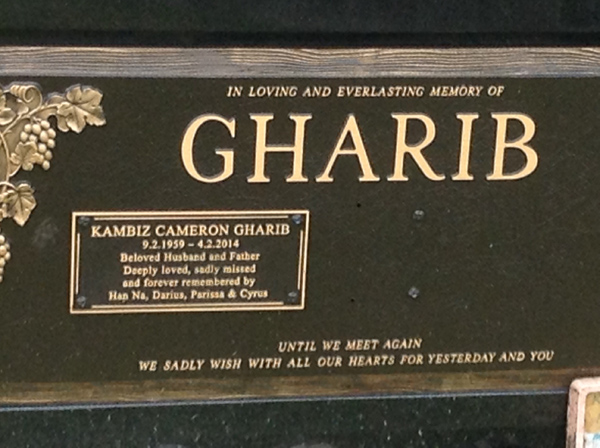 IN LOVING AND EVERLASTING MEMORY OF
GHARIB
KAMBIZ CAMERON GHARIB
9.2.1959 – 4.2.2014
Beloved Husband and Father
Deeply loved, sadly missed
and forever remembered by
Han Na, Darius, Parissa & Cyrus
UNTIL WE MEET AGAIN
WE SADLY WISH WITH ALL OUR HEARTS FOR YESTERDAY AND YOU